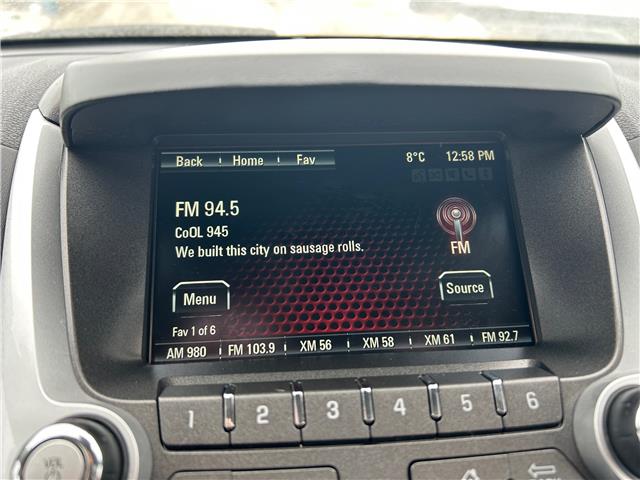 Back Home Fav 8°C 12:58 PM
FM 94.5
CoOL 945
We built this city on sausage rolls.
FM
Menu
Source
Fav 1 of 6
AM 980 FM 103.9 XM 56 XM 58 XM 61 FM 92.7
1 2 3 4 5 6